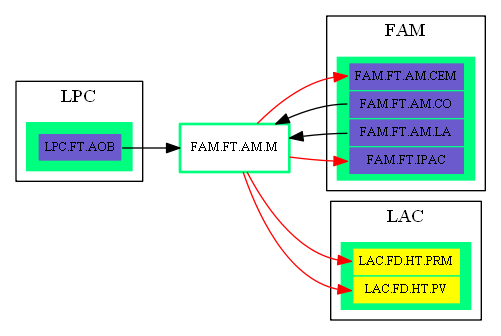 LPC
LPC.FT.AOB
FAM.FT.AM.M
FAM
FAM.FT.AM.CEM
FAM.FT.AM.CO
FAM.FT.AM.LA
FAM.FT.IPAC
LAC
LAC.FD.HT.PRM
LAC.FD.HT.PV